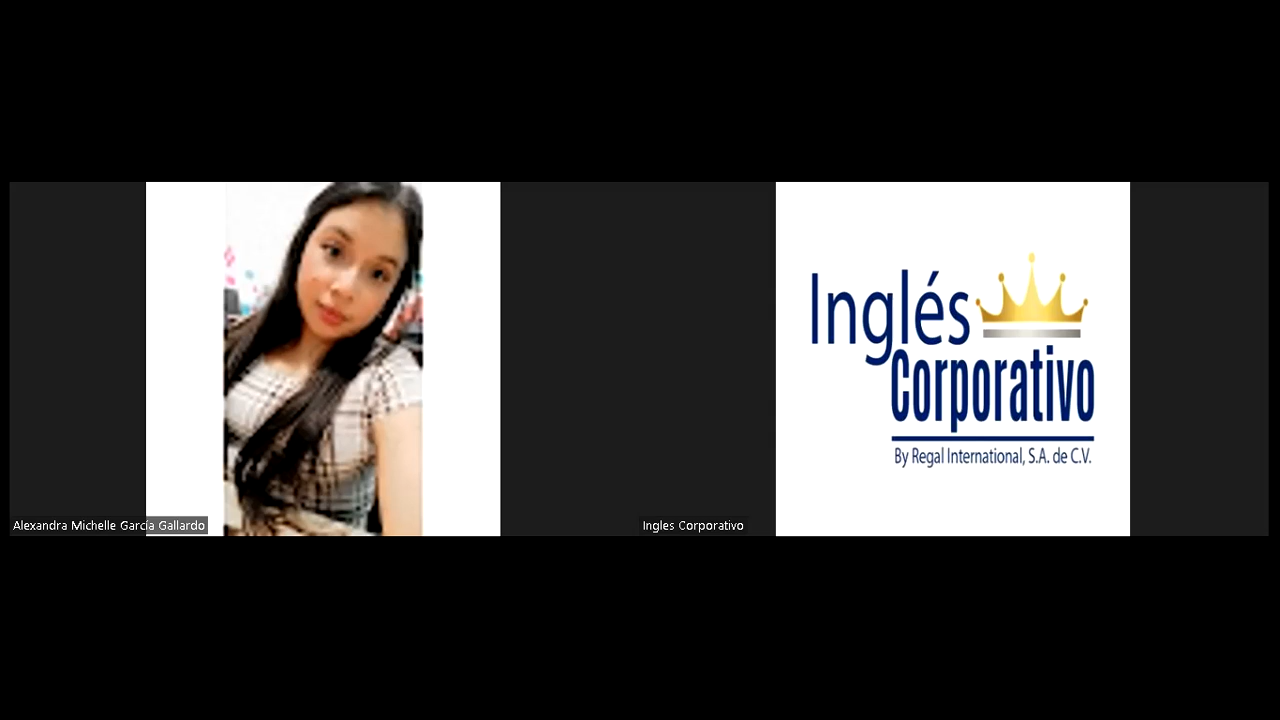 Inglés
Corporativo
By Regal International, S.A. de C.V.
Alexandra Michelle García Gallardo
Ingles Corporativo